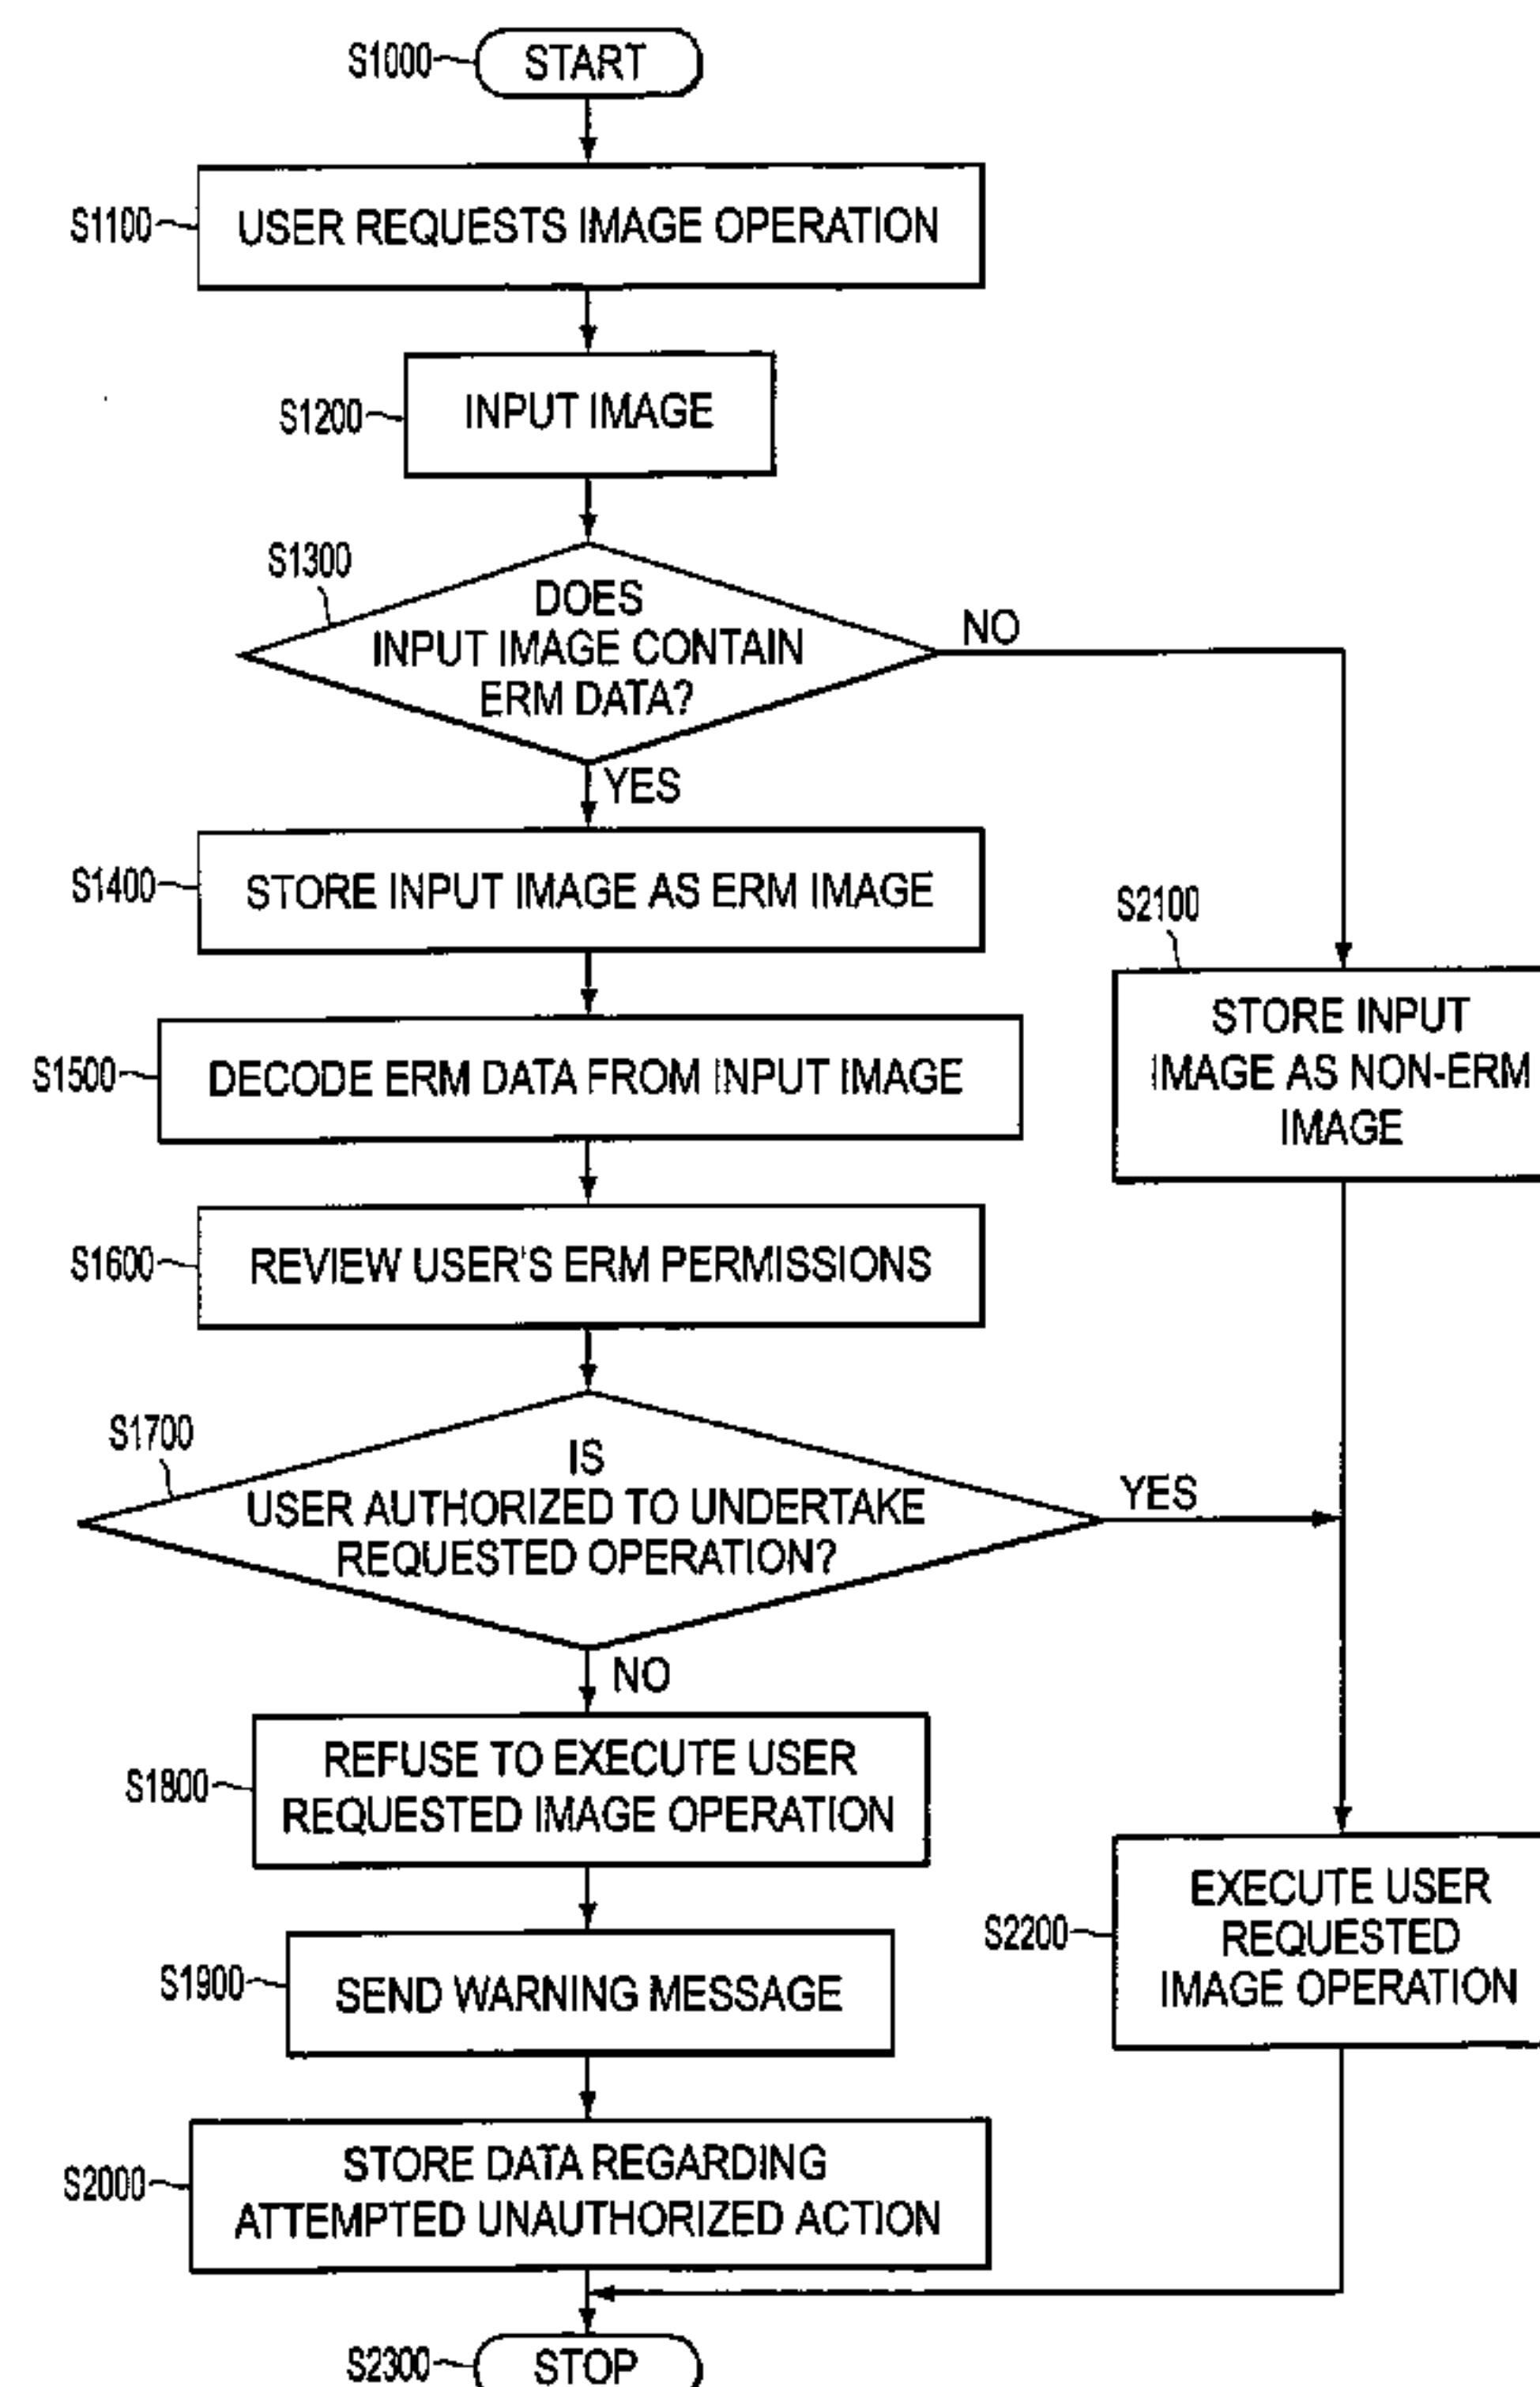 S1000
START
S1100
USER REQUESTS IMAGE OPERATION
S1200
INPUT IMAGE
S1300
DOES
INPUT IMAGE CONTAIN
ERM DATA?
NO
YES
S1400
STORE INPUT IMAGE AS ERM IMAGE
S2100
STORE INPUT
IMAGE AS NON-ERM
IMAGE
S1500
DECODE ERM DATA FROM INPUT IMAGE
S1600
REVIEW USER'S ERM PERMISSIONS
S1700
IS
USER AUTHORIZED TO UNDERTAKE
REQUESTED OPERATION?
YES
NO
S1800
REFUSE TO EXECUTE USER
REQUESTED IMAGE OPERATION
S2200
EXECUTE USER
REQUESTED
IMAGE OPERATION
S1900
SEND WARNING MESSAGE
S2000
STORE DATA REGARDING
ATTEMPTED UNAUTHORIZED ACTION
S2300
STOP